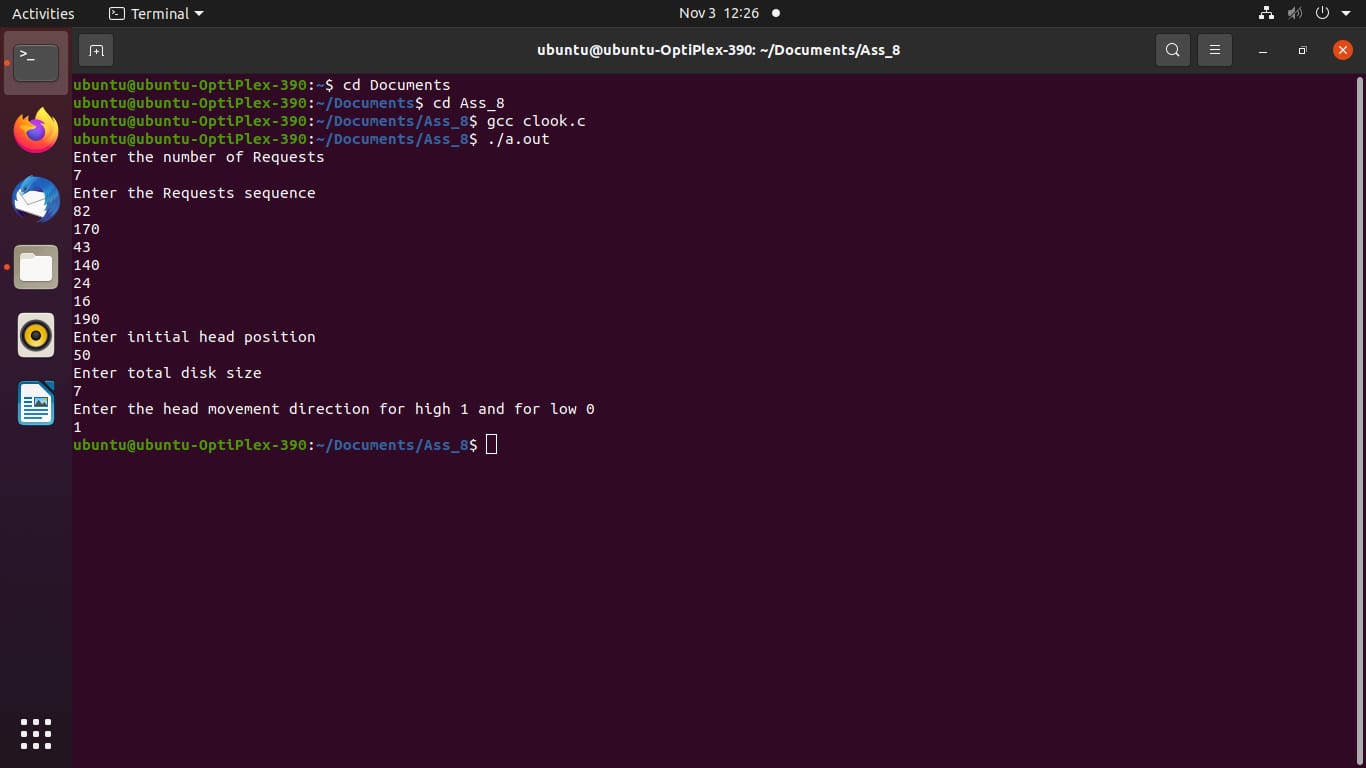 Activities
Terminal
Nov 3 12:26
ubuntu@ubuntu-OptiPlex-390: ~/Documents/Ass_8
ubuntu@ubuntu-OptiPlex-390:~$ cd Documents
ubuntu@ubuntu-OptiPlex-390:~/Documents$ cd Ass_8
ubuntu@ubuntu-OptiPlex-390:~/Documents/Ass_8$ gcc clook.c
ubuntu@ubuntu-OptiPlex-390:~/Documents/Ass_8$ ./a.out
Enter the number of Requests
7
Enter the Requests sequence
82
170
43
140
24
16
190
Enter initial head position
50
Enter total disk size
7
Enter the head movement direction for high 1 and for low 0
1
ubuntu@ubuntu-OptiPlex-390:~/Documents/Ass_8$